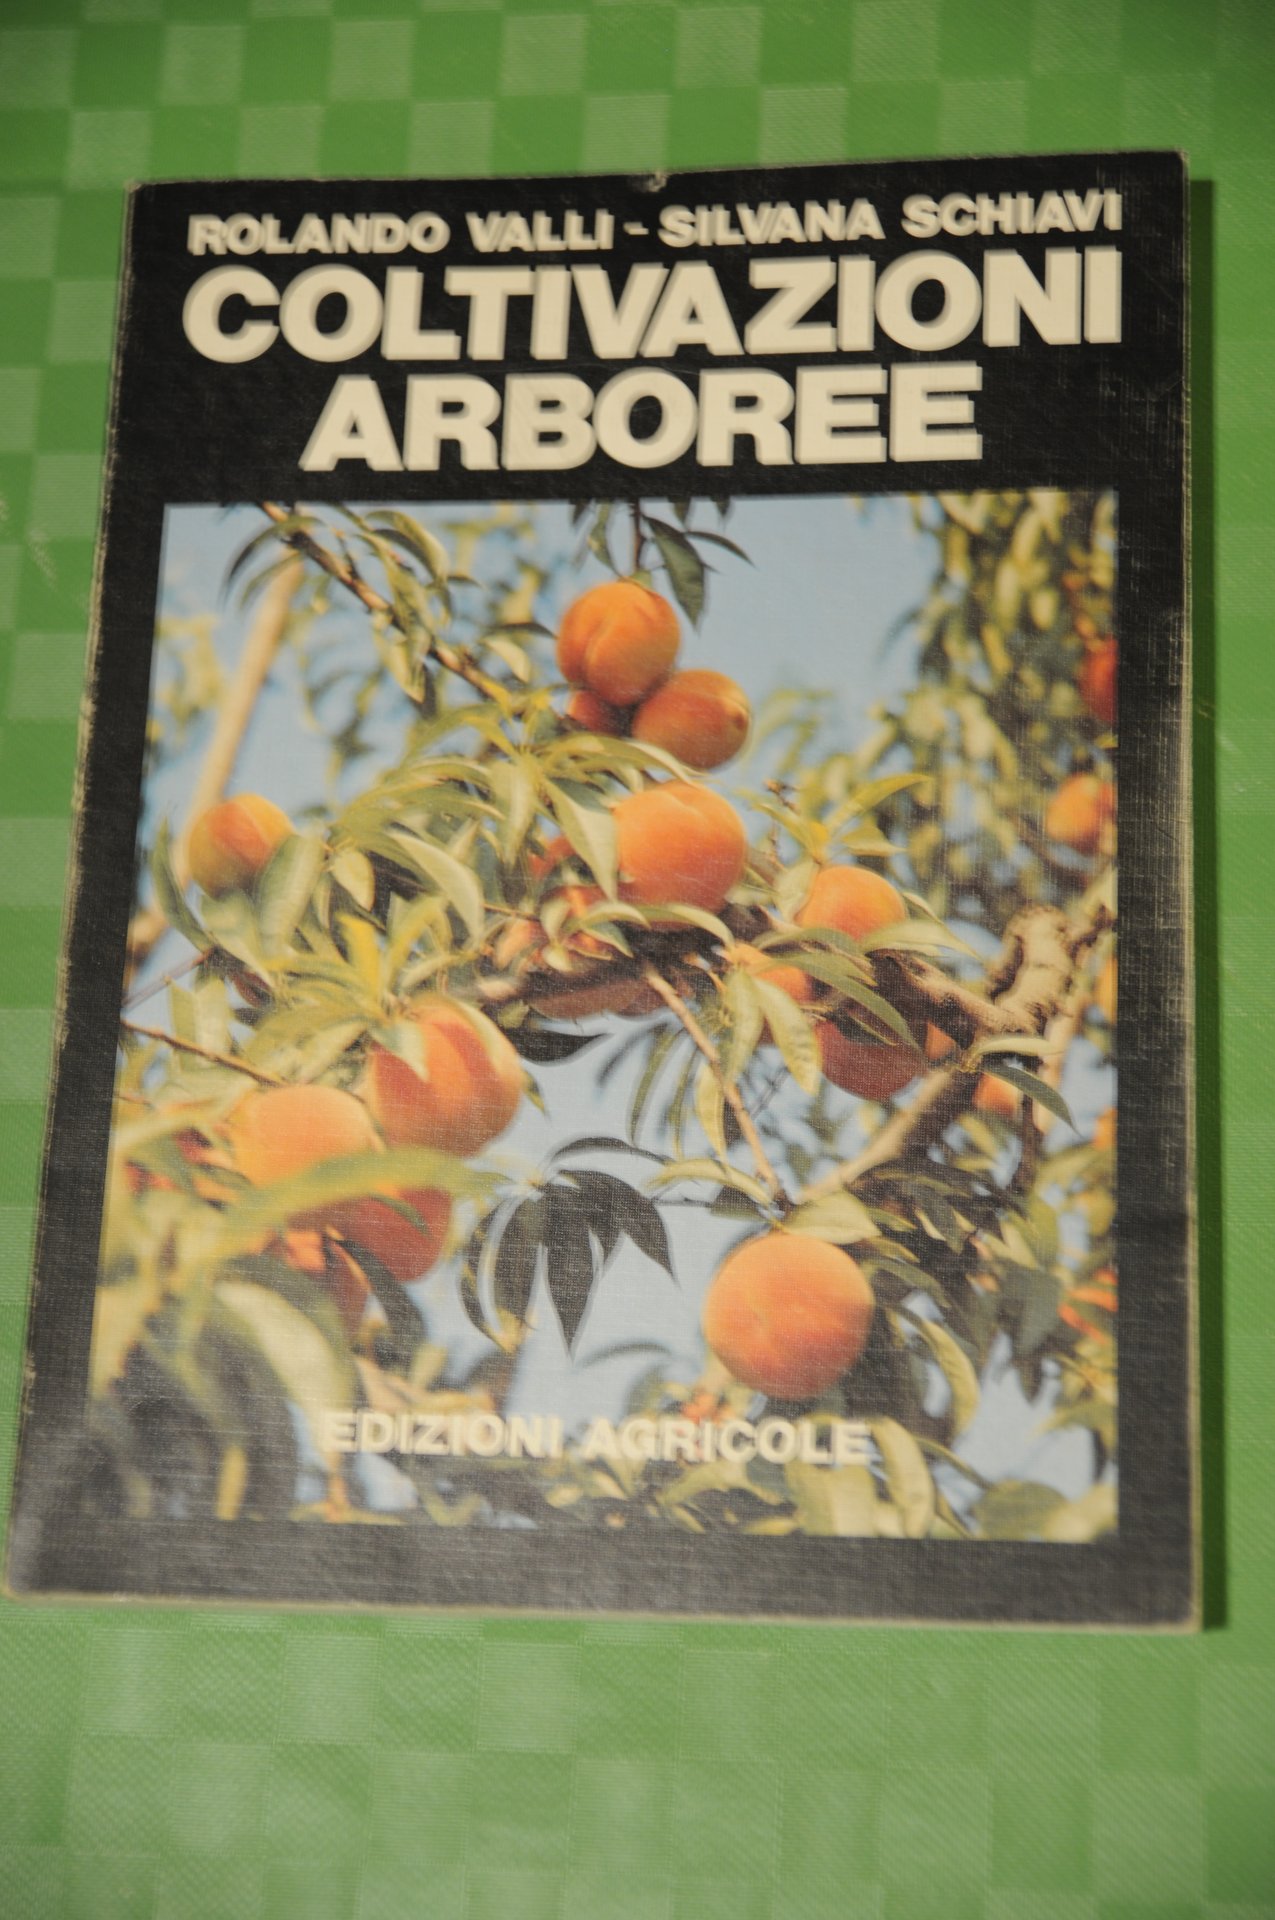 ROLANDO VALLI - SILVANA SCHIAVI
COLTIVAZIONI
ARBOREE
EDIZIONI AGRICOLE